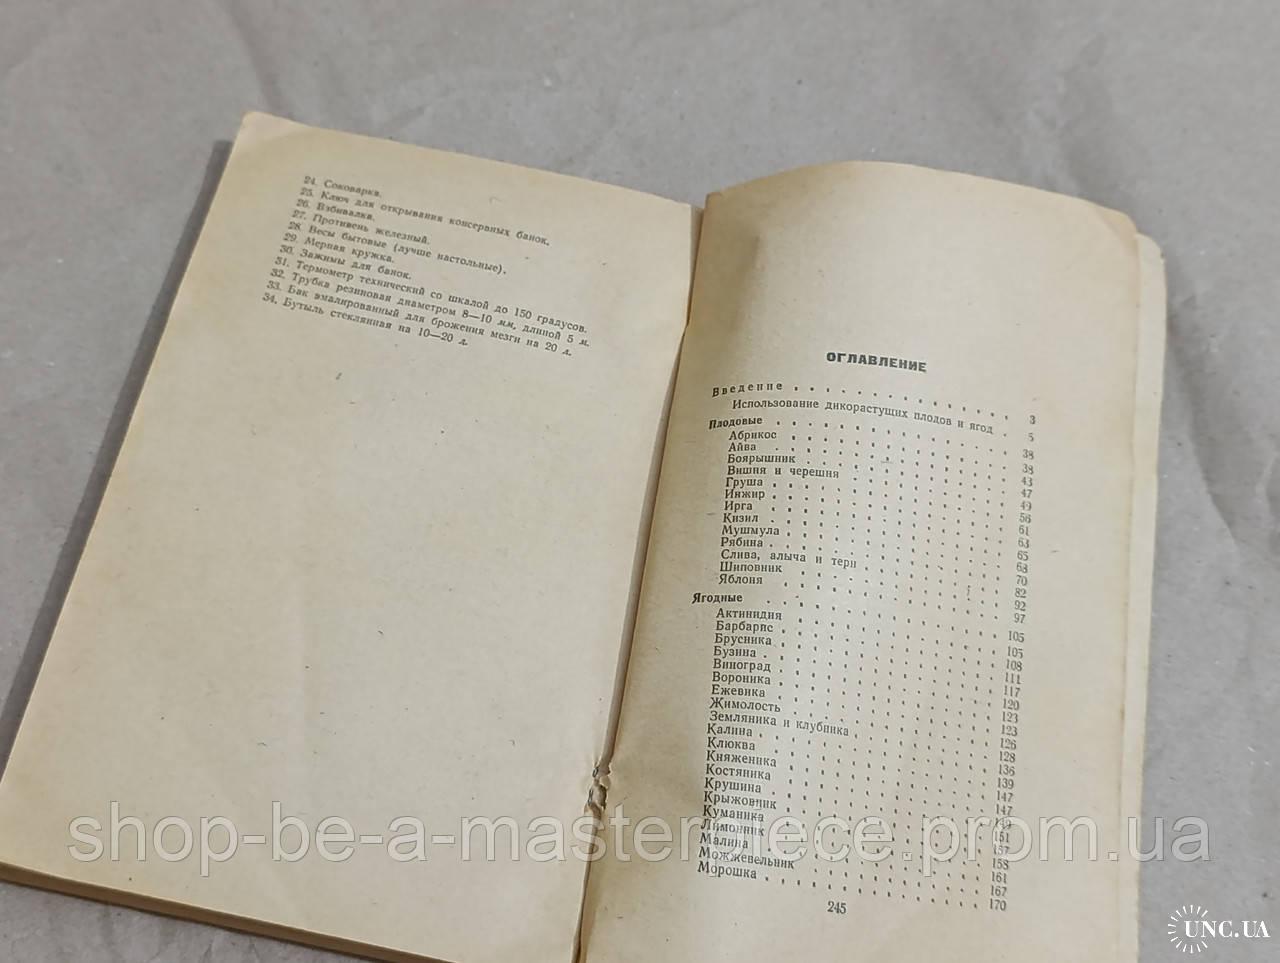 24. Соковарка.
25. Ключ для открывания консервных банок.
26. Взбивалка.
27. Противень железный.
28. Весы бытовые (лучше настольные).
29. Мерная кружка.
30. Зажимы для банок.
31. Термометр технический со шкалой до 150 градусов.
32. Трубка резиновая диаметром 8—10 мм, длиной 5 м.
33. Бак эмалированный для брожения мезги на 20 л.
34. Бутыль стеклянная на 10—20 л.
ОГЛАВЛЕНИЕ
Введение 3
Использование дикорастущих плодов и ягод 5
Плодовые 38
Абрикос 38
Айва 43
Боярышник 47
Вишня и черешня 49
Груша 56
Инжир 61
Ирга 63
Кизил 65
Мушмула 68
Рябина 70
Слива, алыча и терн 82
Шиповник 92
Яблоня 97
Ягодные 105
Актинидия 105
Барбарис 108
Брусника 111
Бузина 117
Виноград 120
Вороника 123
Ежевика 123
Жимолость 126
Земляника и клубника 128
Калина 136
Клюква 139
Княженика 147
Костяника 147
Крушина 149
Крыжовник 151
Куманика 157
Лимонник 158
Малина 161
Можжевельник 167
Морошка 170
245
shop-be-a-masterpiece.prom.ua
UNC.UA